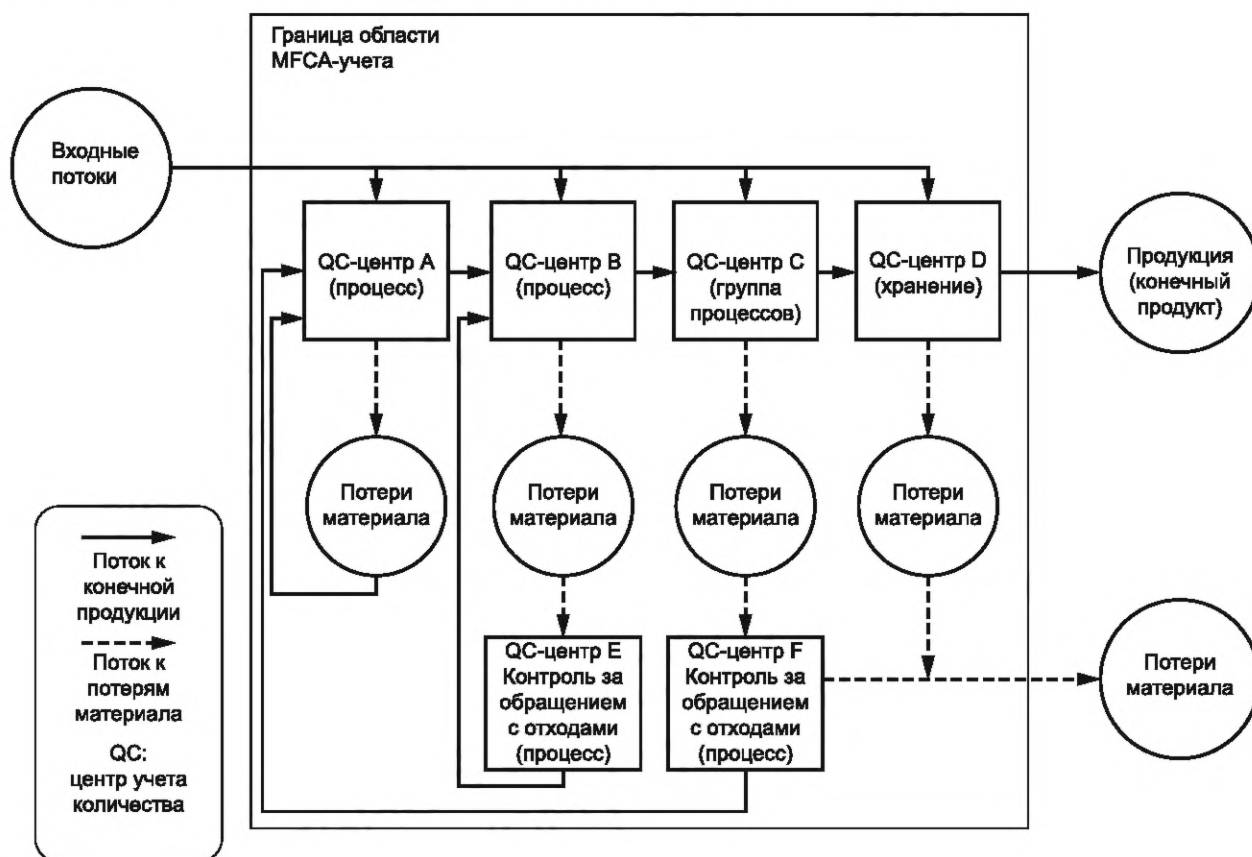 Граница области
MFCA-учета
Входные
потоки
QC-центр A
(процесс)
QC-центр B
(процесс)
QC-центр C
(группа
процессов)
QC-центр D
(хранение)
Продукция
(конечный
продукт)
Потери
материала
Потери
материала
Потери
материала
Потери
материала
Поток к
конечной
продукции
Поток к
потерям
материала
QC:
центр учета
количества
QC-центр E
Контроль за
обращением
с отходами
(процесс)
QC-центр F
Контроль за
обращением
с отходами
(процесс)
Потери
материала